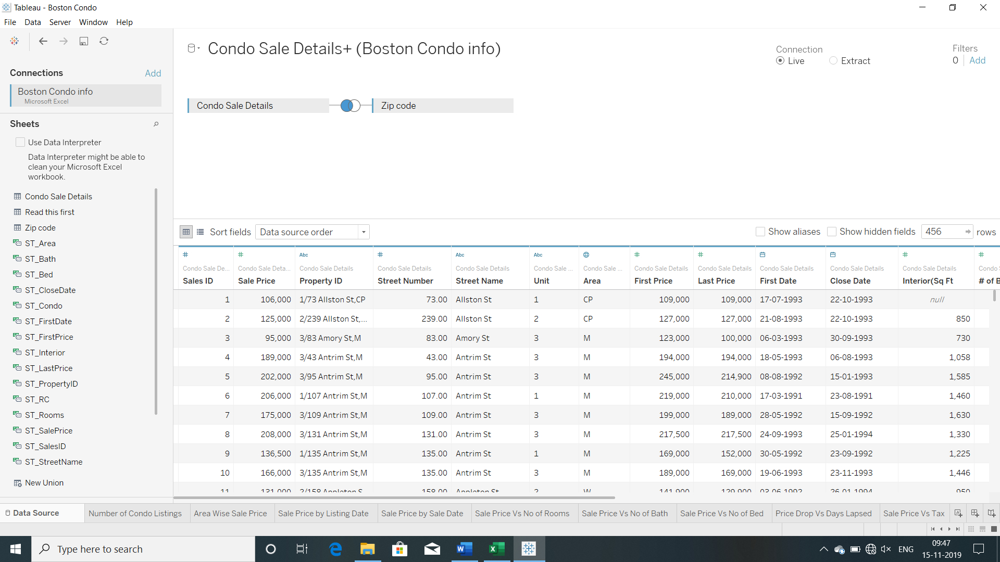 Tableau - Boston Condo
File Data Server Window Help
Connections Add
Boston Condo info
Microsoft Excel
Sheets
Use Data Interpreter
Data Interpreter might be able to
clean your Microsoft Excel
workbook.
Condo Sale Details
Read this first
Zip code
ST_Area
ST_Bath
ST_Bed
ST_CloseDate
ST_Condo
ST_FirstDate
ST_FirstPrice
ST_Interior
ST_LastPrice
ST_PropertyID
ST_RC
ST_Rooms
ST_SalePrice
ST_SalesID
ST_StreetName
New Union
Condo Sale Details+ (Boston Condo info)
Connection
Live Extract
Filters
0 Add
Condo Sale Details Zip code
Sort fields Data source order Show aliases Show hidden fields 456 rows
# # Abc # Abc Abc # # # #
Condo Sale De... Condo Sale Deta... Condo Sale Details Condo Sale Details Condo Sale Details Condo Sale ... Condo Sale ... Condo Sale Details Condo Sale Details Condo Sale Details Condo Sale Details Condo Sale Details Condo S
Sales ID Sale Price Property ID Street Number Street Name Unit Area First Price Last Price First Date Close Date Interior(Sq Ft # of B
1 106,000 1/73 Allston St,CP 73.00 Allston St 1 CP 109,000 109,000 17-07-1993 22-10-1993 null
2 125,000 2/239 Allston St,... 239.00 Allston St 2 CP 127,000 127,000 21-08-1993 22-10-1993 850
3 95,000 3/83 Amory St,M 83.00 Amory St 3 M 123,000 100,000 06-03-1993 30-09-1993 730
4 189,000 3/43 Antrim St,M 43.00 Antrim St 3 M 194,000 194,000 18-05-1993 06-08-1993 1,058
5 202,000 3/95 Antrim St,M 95.00 Antrim St 3 M 245,000 214,900 08-08-1992 15-01-1993 1,585
6 206,000 1/107 Antrim St,M 107.00 Antrim St 1 M 219,000 210,000 17-03-1991 23-08-1991 1,460
7 175,000 3/109 Antrim St,M 109.00 Antrim St 3 M 199,000 189,000 28-05-1992 15-09-1992 1,630
8 208,000 3/131 Antrim St,M 131.00 Antrim St 3 M 217,500 217,500 24-09-1993 25-01-1994 1,330
9 136,500 1/135 Antrim St,M 135.00 Antrim St 1 M 169,000 152,000 30-05-1992 23-09-1992 1,225
10 166,000 3/135 Antrim St,M 135.00 Antrim St 3 M 189,000 169,000 19-06-1993 23-11-1993 1,446
11 131,000 2/158 Appleton S... 158.00 Appleton St 2 W 141,900 129,900 03-06-1992 26-01-1994 950
Data Source Number of Condo Listings Area Wise Sale Price Sale Price by Listing Date Sale Price by Sale Date Sale Price Vs No of Rooms Sale Price Vs No of Bath Sale Price Vs No of Bed Price Drop Vs Days Lapsed Sale Price Vs Tax
Type here to search
ENG
09:47
15-11-2019